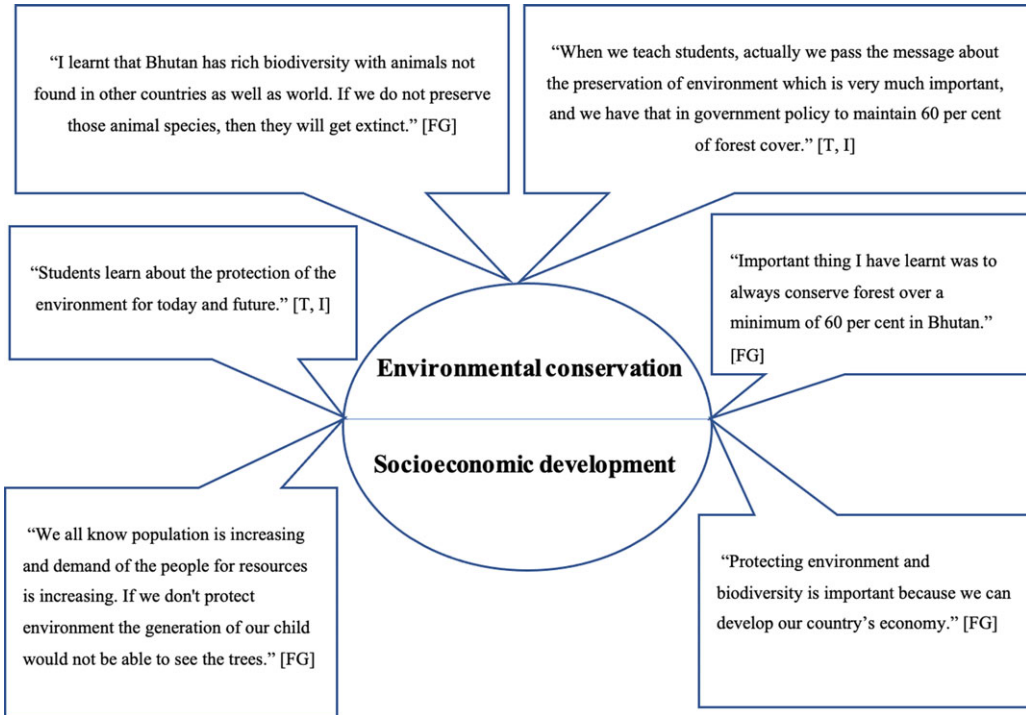 “I learnt that Bhutan has rich biodiversity with animals not
found in other countries as well as world. If we do not preserve
those animal species, then they will get extinct.” [FG]
“When we teach students, actually we pass the message about
the preservation of environment which is very much important,
and we have that in government policy to maintain 60 per cent
of forest cover.” [T, I]
“Students learn about the protection of the
environment for today and future.” [T, I]
“Important thing I have learnt was to
always conserve forest over a
minimum of 60 per cent in Bhutan.”
[FG]
Environmental conservation
Socioeconomic development
“We all know population is increasing
and demand of the people for resources
is increasing. If we don't protect
environment the generation of our child
would not be able to see the trees.” [FG]
“Protecting environment and
biodiversity is important because we can
develop our country’s economy.” [FG]